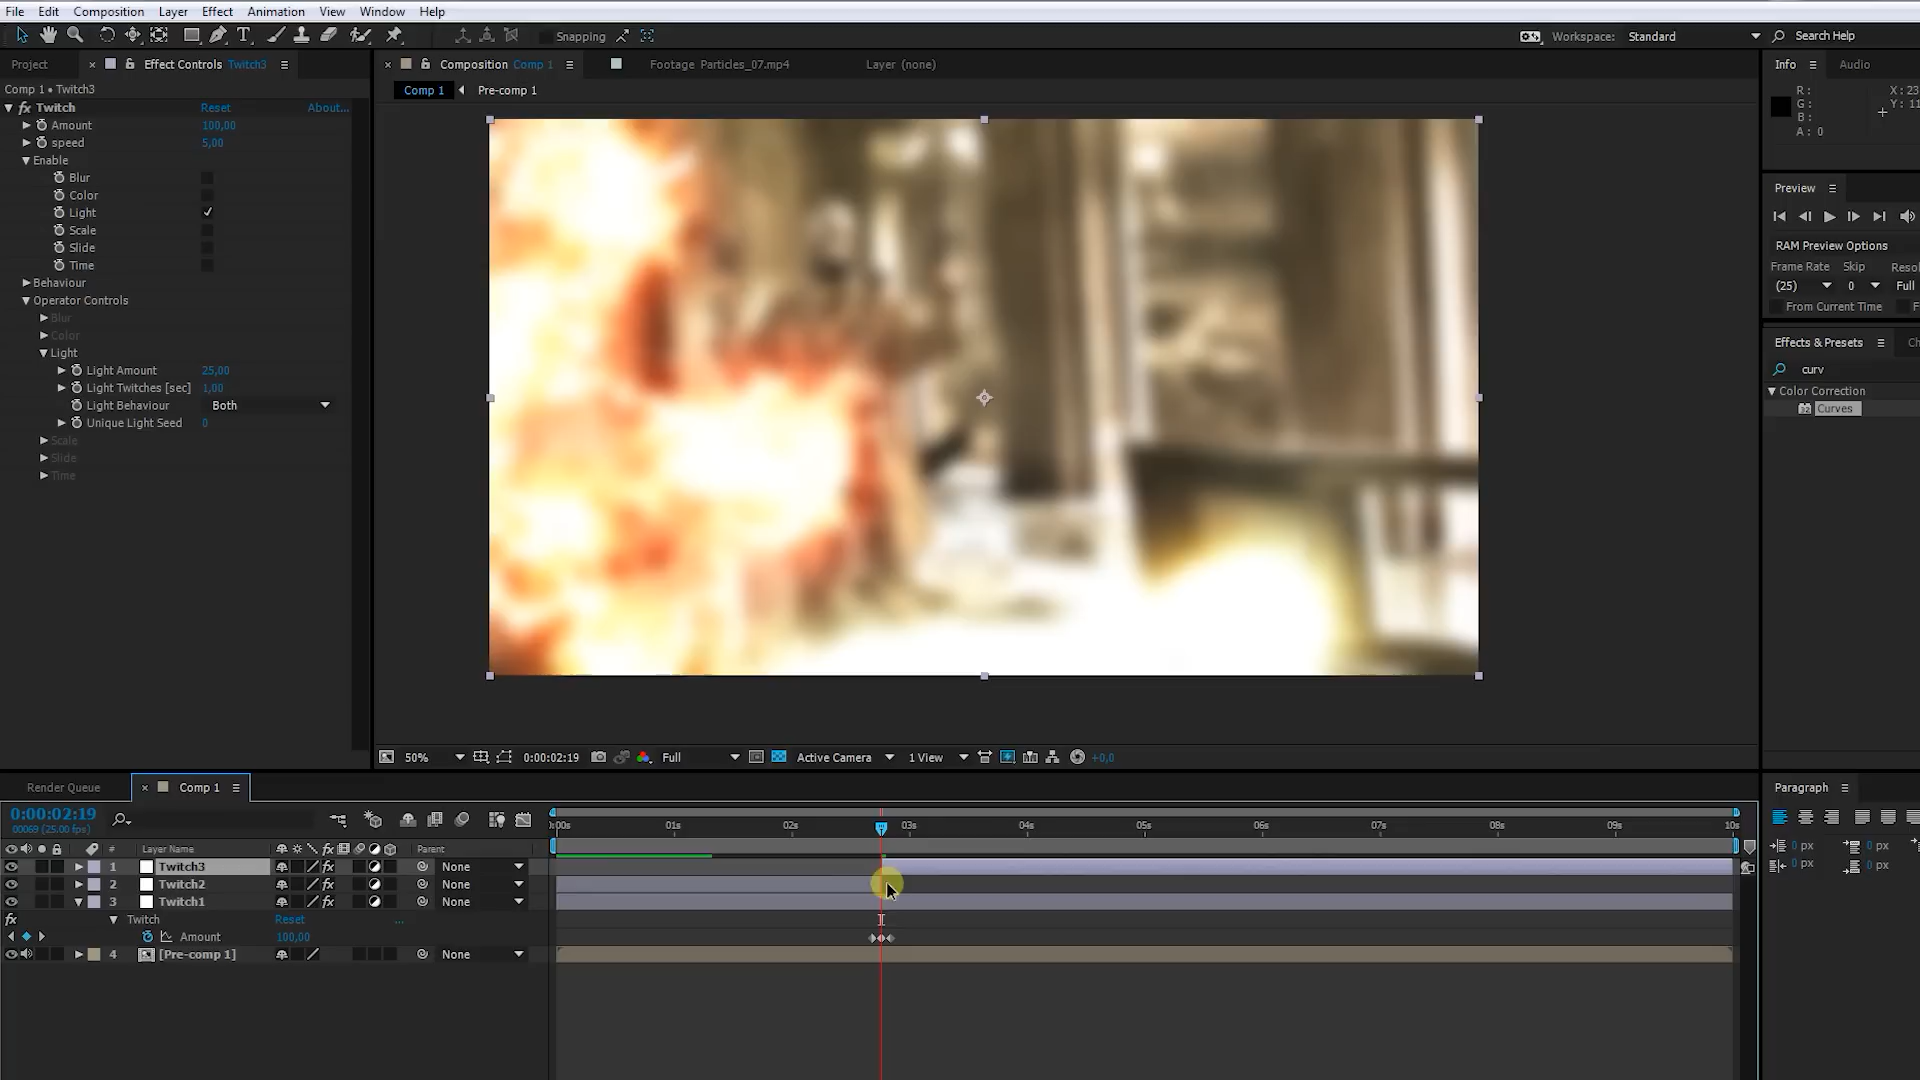 File Edit Composition Layer Effect Animation View Window Help
Snapping Workspace: Standard Search Help
Project × Effect Controls Twitch3 × Composition Comp 1 Footage Particles_07.mp4 Layer (none) Info Audio
Comp 1 • Twitch3
Comp 1 Pre-comp 1
fx Twitch Reset About...
Amount 100,00
speed 5,00
Enable
Blur
Color
Light
Scale
Slide
Time
Behaviour
Operator Controls
Blur
Color
Light
Light Amount 25,00
Light Twitches [sec] 1,00
Light Behaviour Both
Unique Light Seed 0
Scale
Slide
Time
R: X: 23
G: Y: 11
B:
A: 0
Preview
RAM Preview Options
Frame Rate Skip Resol
(25) 0 Full
From Current Time F
Effects & Presets Ch
curv
Color Correction
32 Curves
50% 0:00:02:19 Full Active Camera 1 View +0,0
Render Queue × Comp 1
0:00:02:19
00069 (25.00 fps)
:00s 01s 02s 03s 04s 05s 06s 07s 08s 09s 10s
# Layer Name fx Parent
1 Twitch3 fx None
2 Twitch2 fx None
3 Twitch1 fx None
fx Twitch Reset ...
Amount 100,00
4 [Pre-comp 1] None
Paragraph
0 px 0 px
0 px 0 px